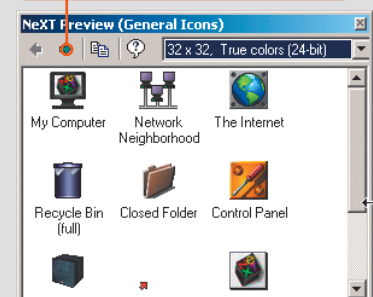 NeXT Preview (General Icons)
32 x 32, True colors (24-bit)
My Computer
Network Neighborhood
The Internet
Recycle Bin (full)
Closed Folder
Control Panel